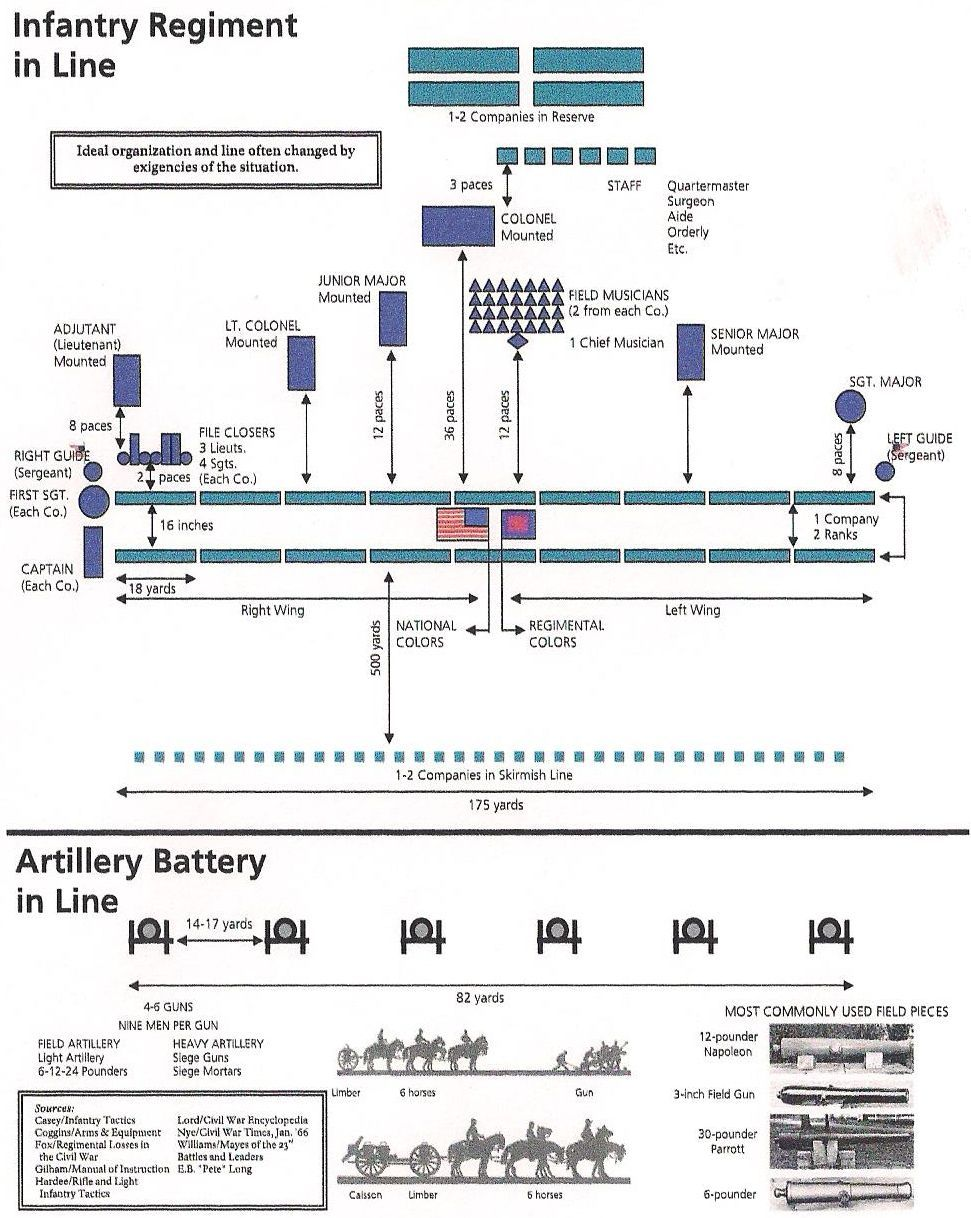 Infantry Regiment
in Line
1-2 Companies in Reserve
Ideal organization and line often changed by
exigencies of the situation.
3 paces
STAFF
Quartermaster
Surgeon
Aide
Orderly
Etc.
COLONEL
Mounted
JUNIOR MAJOR
Mounted
FIELD MUSICIANS
(2 from each Co.)
1 Chief Musician
ADJUTANT
(Lieutenant)
Mounted
LT. COLONEL
Mounted
SENIOR MAJOR
Mounted
SGT. MAJOR
8 paces
12 paces
36 paces
12 paces
8 paces
FILE CLOSERS
3 Lieuts.
4 Sgts.
(Each Co.)
RIGHT GUIDE
(Sergeant)
2 paces
LEFT GUIDE
(Sergeant)
FIRST SGT.
(Each Co.)
16 inches
1 Company
2 Ranks
CAPTAIN
(Each Co.)
18 yards
Right Wing
Left Wing
NATIONAL
COLORS
REGIMENTAL
COLORS
500 yards
1-2 Companies in Skirmish Line
175 yards
Artillery Battery
in Line
14-17 yards
82 yards
4-6 GUNS
NINE MEN PER GUN
FIELD ARTILLERY
Light Artillery
6-12-24 Pounders
HEAVY ARTILLERY
Siege Guns
Siege Mortars
Limber
6 horses
Gun
Caisson
Limber
6 horses
MOST COMMONLY USED FIELD PIECES
12-pounder
Napoleon
3-inch Field Gun
30-pounder
Parrott
6-pounder
Sources:
Casey/Infantry Tactics
Coggins/Arms & Equipment
Fox/Regimental Losses in
the Civil War
Gilham/Manual of Instruction
Hardee/Rifle and Light
Infantry Tactics
Lord/Civil War Encyclopedia
Nye/Civil War Times, Jan. '66
Williams/Mayes of the 23"
Battles and Leaders
E.B. "Pete" Long